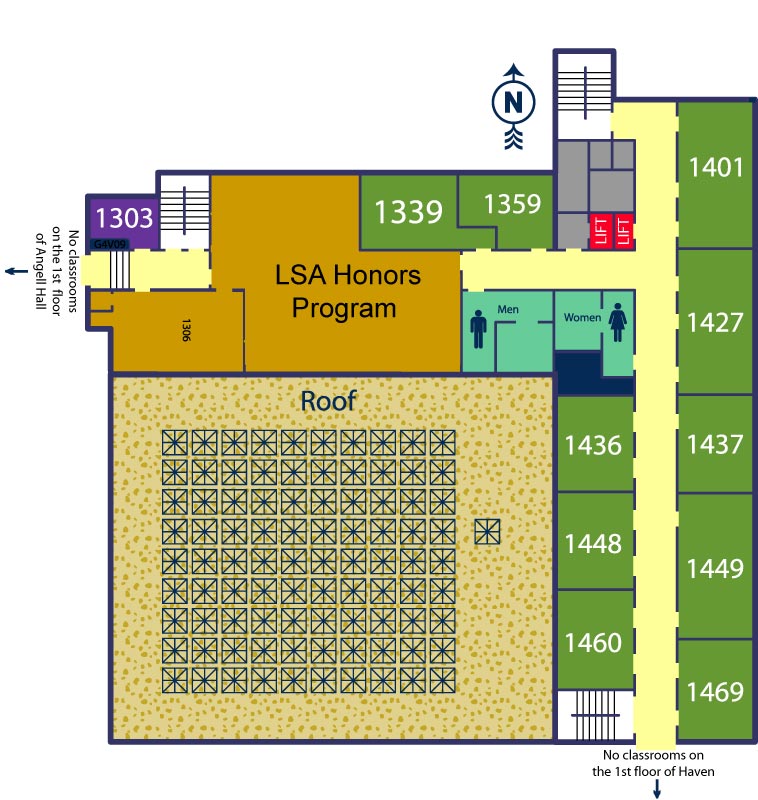 N
1401
1303
1339
1359
LIFT
LIFT
G4V09
No classrooms
on the 1st floor
of Angell Hall
LSA Honors
Program
1306
Men
Women
1427
Roof
1436
1437
1448
1449
1460
1469
No classrooms on
the 1st floor of Haven